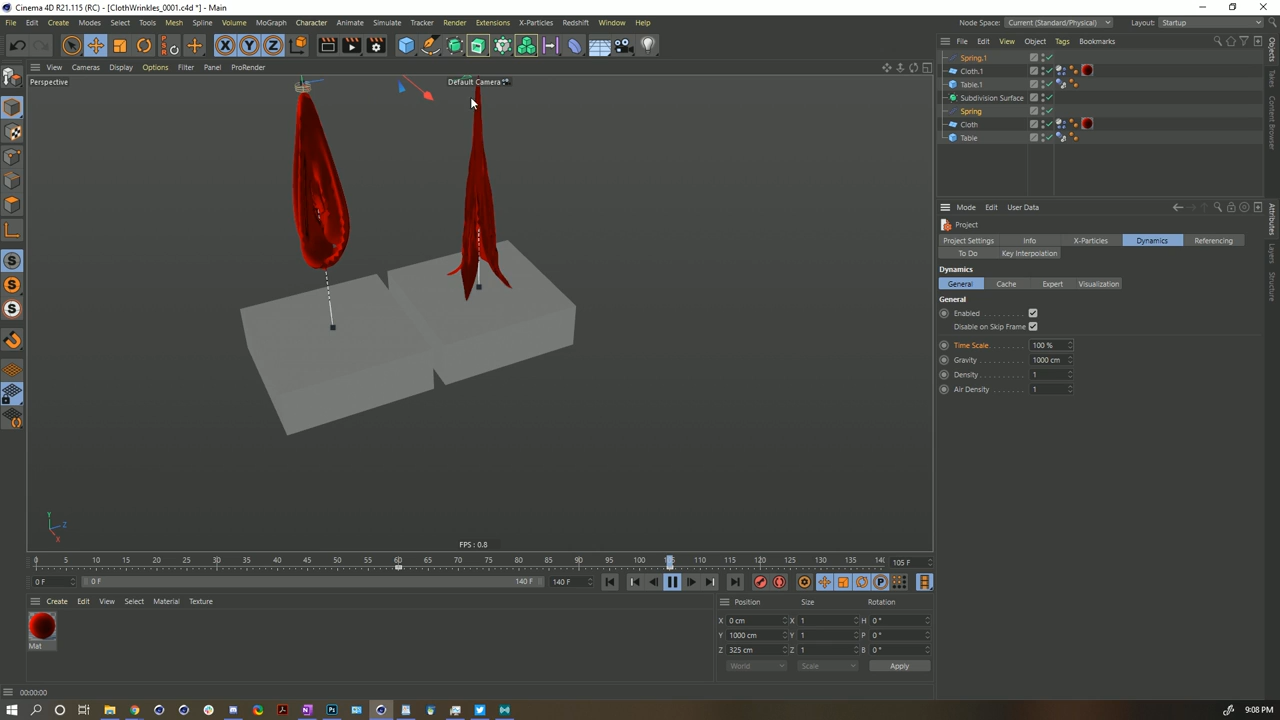 Cinema 4D R21.115 (RC) - [ClothWrinkles_0001.c4d *] - Main
File Edit Create Modes Select Tools Mesh Spline Volume MoGraph Character Animate Simulate Tracker Render Extensions X-Particles Redshift Window Help
Node Space: Current (Standard/Physical) Layout: Startup
X Y Z
File Edit View Object Tags Bookmarks
View Cameras Display Options Filter Panel ProRender
Perspective
Default Camera
Spring.1
Cloth.1
Table.1
Subdivision Surface
Spring
Cloth
Table
Objects
Takes
Content Browser
Attributes
Layers
Structure
Mode Edit User Data
Project
Project Settings Info X-Particles Dynamics Referencing
To Do Key Interpolation
Dynamics
General Cache Expert Visualization
General
Enabled
Disable on Skip Frame
Time Scale 100 %
Gravity 1000 cm
Density 1
Air Density 1
S
S
S
Y
Z
X
FPS : 0.8
0 5 10 15 20 25 30 35 40 45 50 55 60 65 70 75 80 85 90 95 100 105 110 115 120 125 130 135 140 105 F
0 F 0 F 140 F 140 F P
Create Edit View Select Material Texture
Mat
Position Size Rotation
X 0 cm X 1 H 0 °
Y 1000 cm Y 1 P 0 °
Z 325 cm Z 1 B 0 °
World Scale Apply
00:00:00
9:08 PM